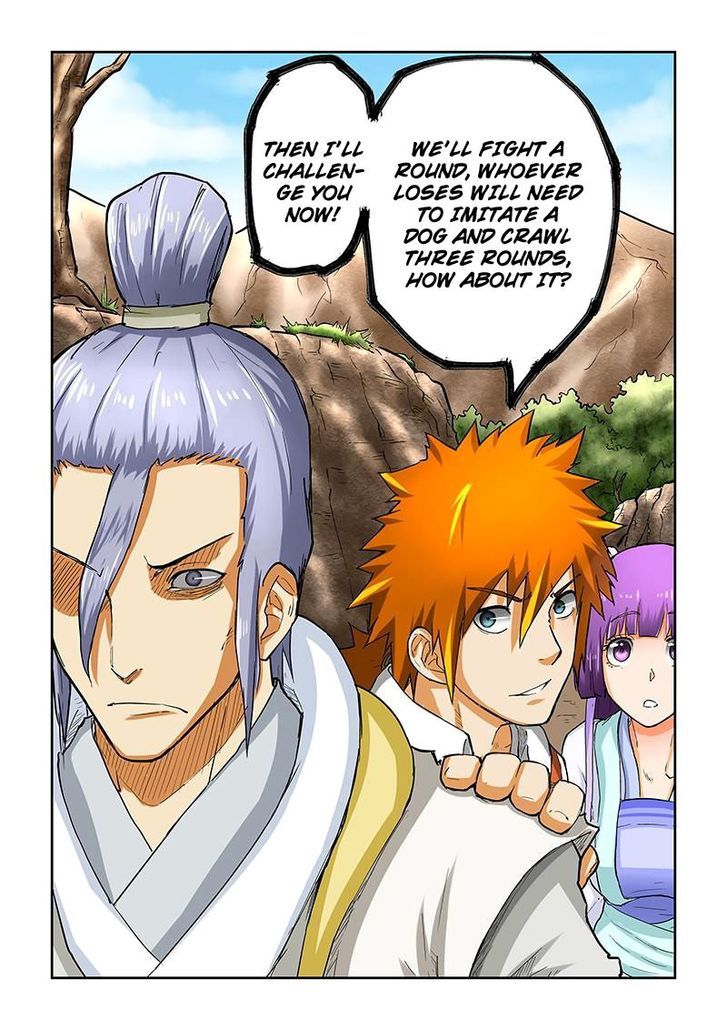 THEN I'LL
CHALLEN-
GE YOU
NOW!
WE'LL FIGHT A
ROUND, WHOEVER
LOSES WILL NEED
TO IMITATE A
DOG AND CRAWL
THREE ROUNDS,
HOW ABOUT IT?